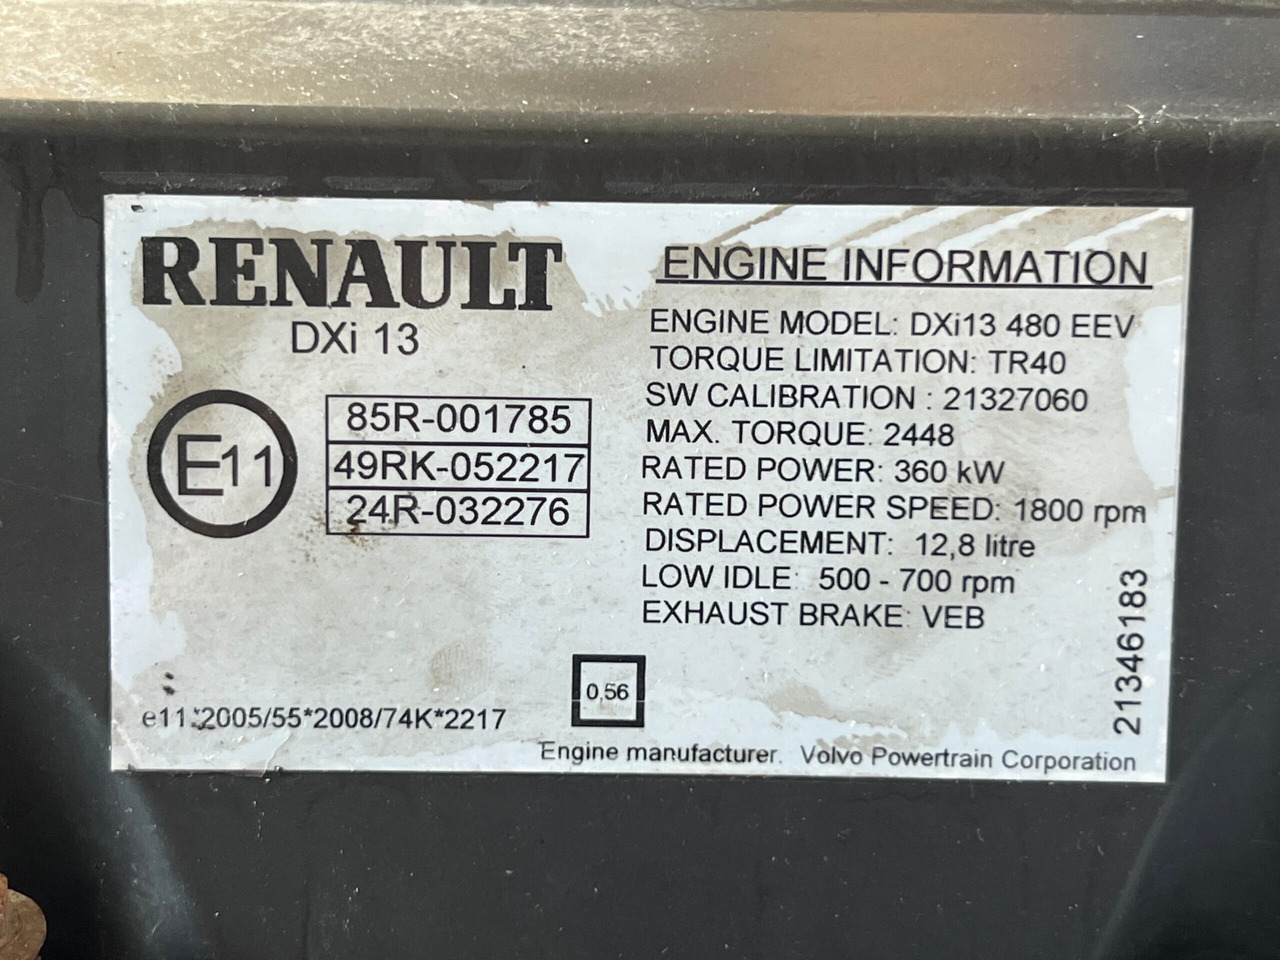 RENAULT
DXi 13
E11
85R-001785
49RK-052217
24R-032276
ENGINE INFORMATION
ENGINE MODEL: DXi13 480 EEV
TORQUE LIMITATION: TR40
SW CALIBRATION : 21327060
MAX. TORQUE: 2448
RATED POWER: 360 kW
RATED POWER SPEED: 1800 rpm
DISPLACEMENT: 12,8 litre
LOW IDLE: 500 - 700 rpm
EXHAUST BRAKE: VEB
21346183
0,56
e11*2005/55*2008/74K*2217
Engine manufacturer. Volvo Powertrain Corporation